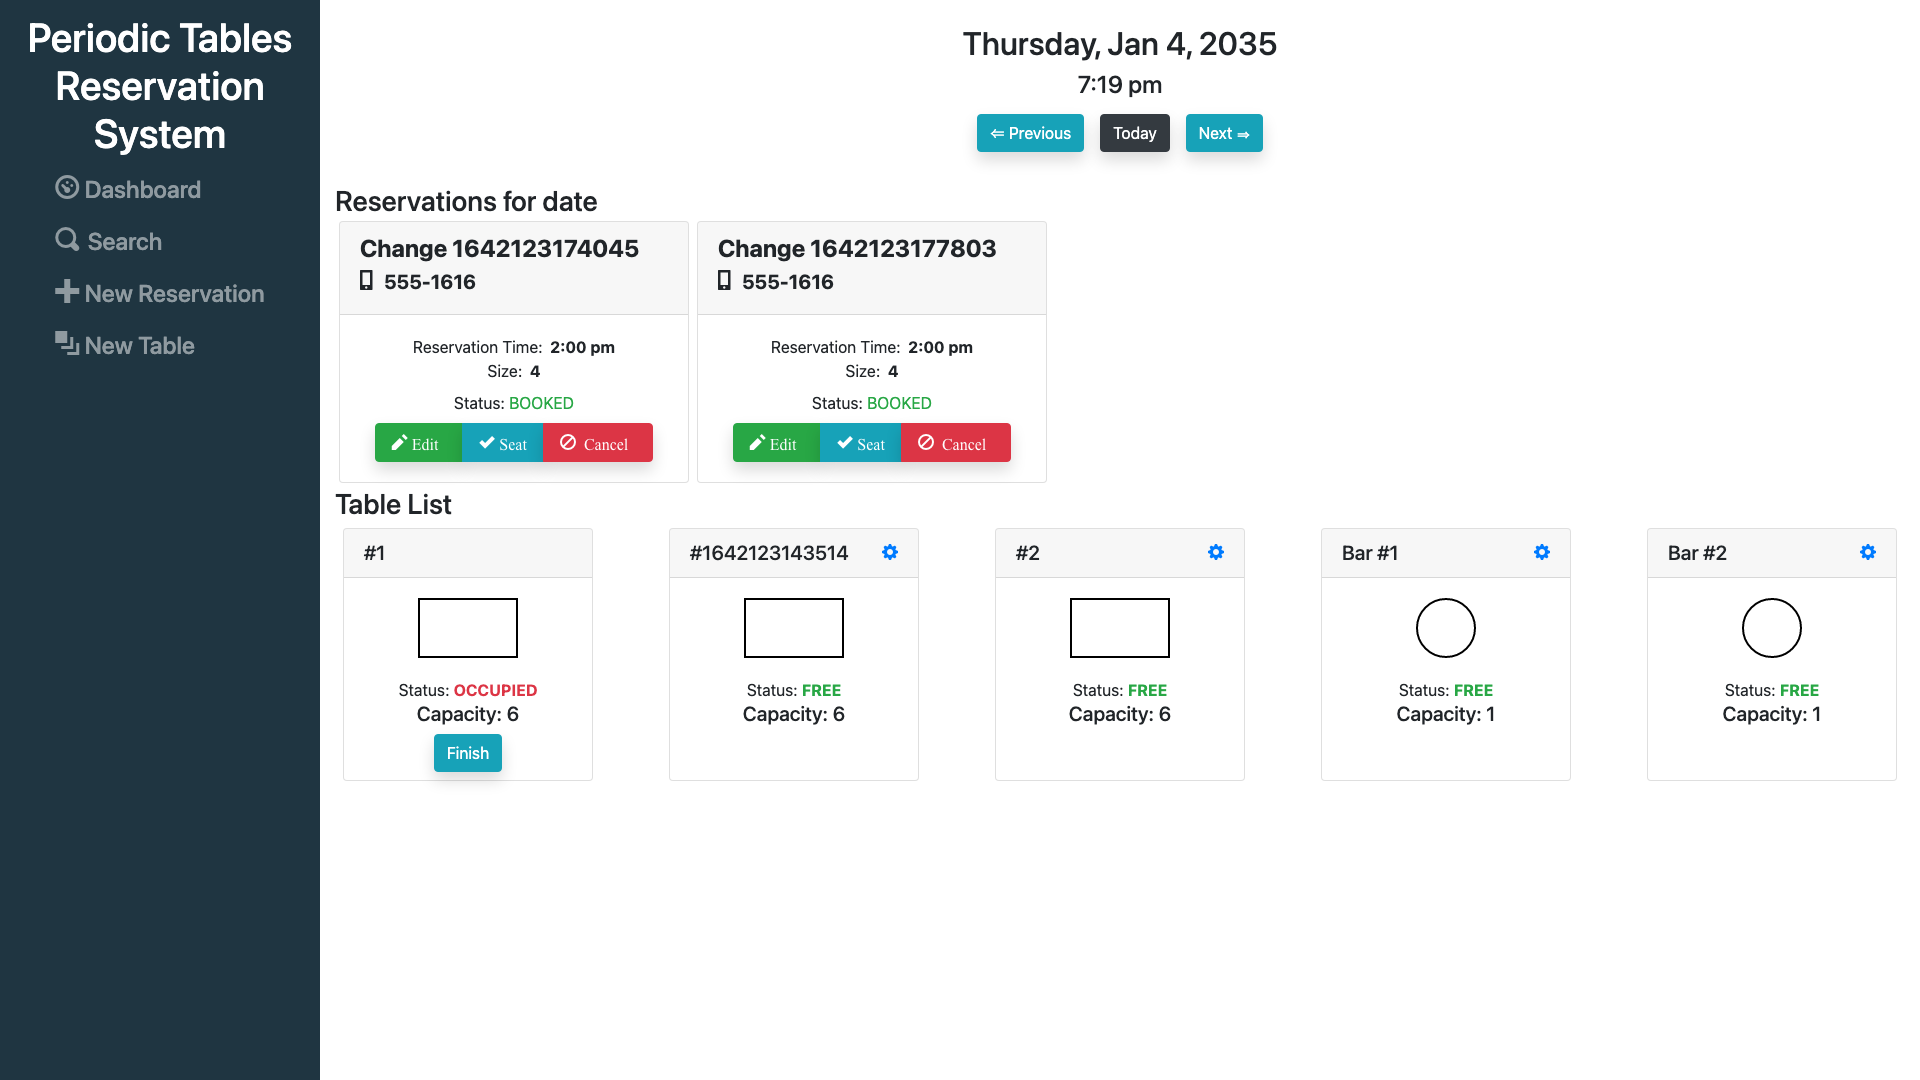 Periodic Tables
Reservation
System
Dashboard
Search
New Reservation
New Table
Thursday, Jan 4, 2035
7:19 pm
⇐ Previous
Today
Next ⇒
Reservations for date
Change 1642123174045
555-1616
Reservation Time: 2:00 pm
Size: 4
Status: BOOKED
Edit
Seat
Cancel
Change 1642123177803
555-1616
Reservation Time: 2:00 pm
Size: 4
Status: BOOKED
Edit
Seat
Cancel
Table List
#1
Status: OCCUPIED
Capacity: 6
Finish
#1642123143514
Status: FREE
Capacity: 6
#2
Status: FREE
Capacity: 6
Bar #1
Status: FREE
Capacity: 1
Bar #2
Status: FREE
Capacity: 1